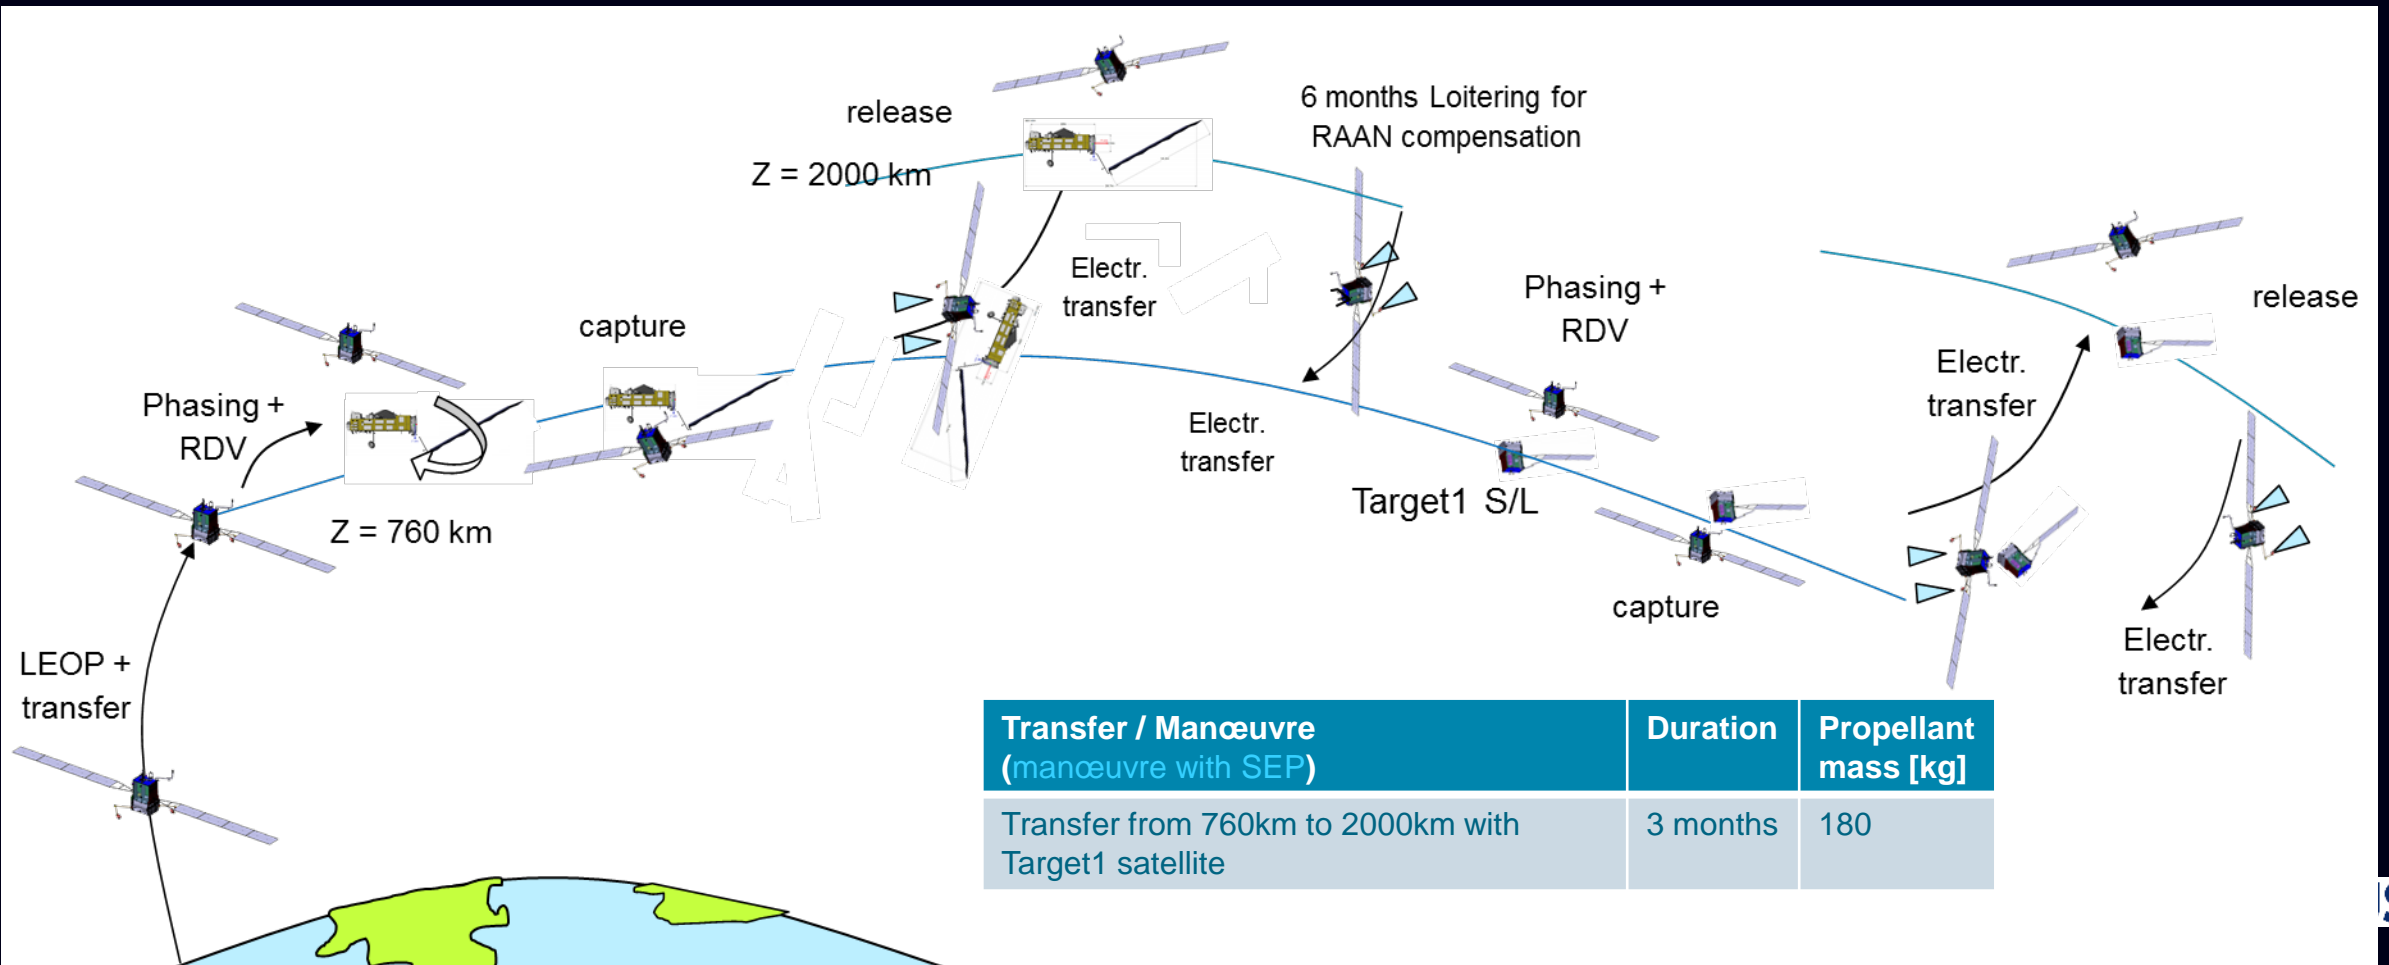 release
Z = 2000 km
6 months Loitering for
RAAN compensation
Electr.
transfer
Phasing +
RDV
release
capture
Phasing +
RDV
Z = 760 km
Electr.
transfer
Electr.
transfer
Target1 S/L
capture
Electr.
transfer
LEOP +
transfer
Transfer / Manœuvre
(manœuvre with SEP)
Duration
Propellant
mass [kg]
Transfer from 760km to 2000km with
Target1 satellite
3 months
180